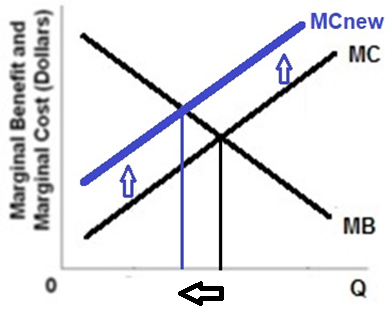 MCnew
MC
Marginal Benefit and
Marginal Cost (Dollars)
MB
0
Q